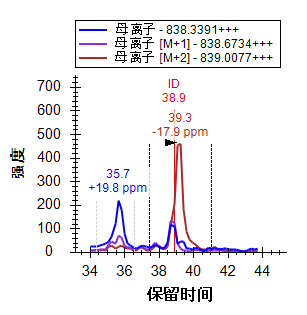 母离子 - 838.3391+++
母离子 [M+1] - 838.6734+++
母离子 [M+2] - 839.0077+++
ID
38.9
39.3
-17.9 ppm
35.7
+19.8 ppm
强度
700
600
500
400
300
200
100
0
34 36 38 40 42 44
保留时间